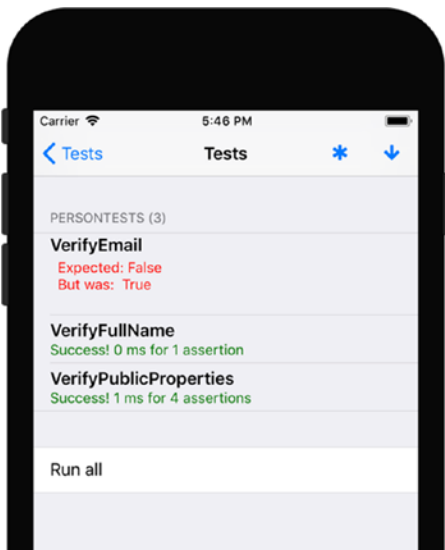 Carrier 5:46 PM
Tests Tests
PERSONTESTS (3)
VerifyEmail
Expected: False
But was: True
VerifyFullName
Success! 0 ms for 1 assertion
VerifyPublicProperties
Success! 1 ms for 4 assertions
Run all